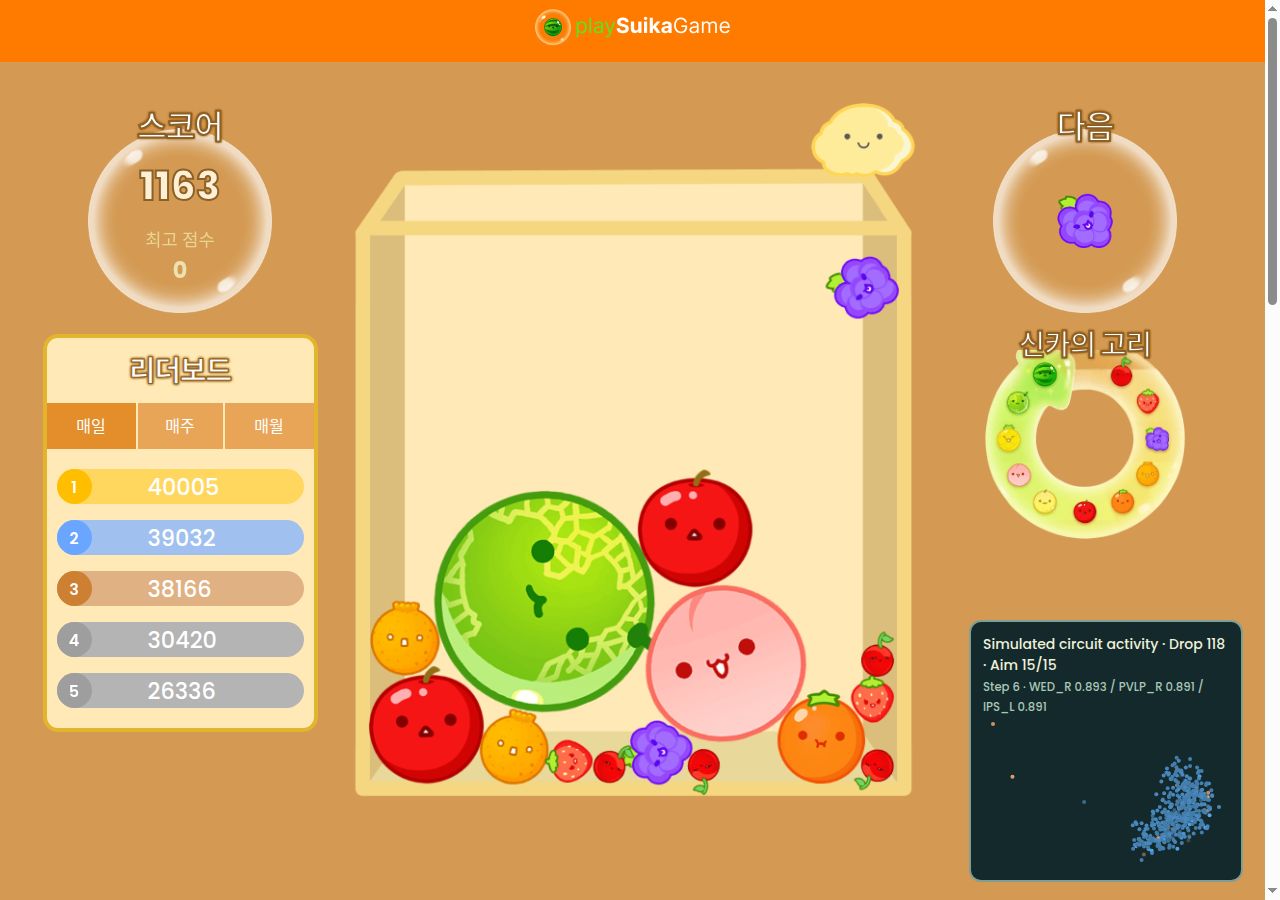 playSuikaGame
스코어
1163
최고 점수
0
다음
신카의 고리
리더보드
매일 매주 매월
1 40005
2 39032
3 38166
4 30420
5 26336
Simulated circuit activity · Drop 118
· Aim 15/15
Step 6 · WED_R 0.893 / PVLP_R 0.891 /
IPS_L 0.891